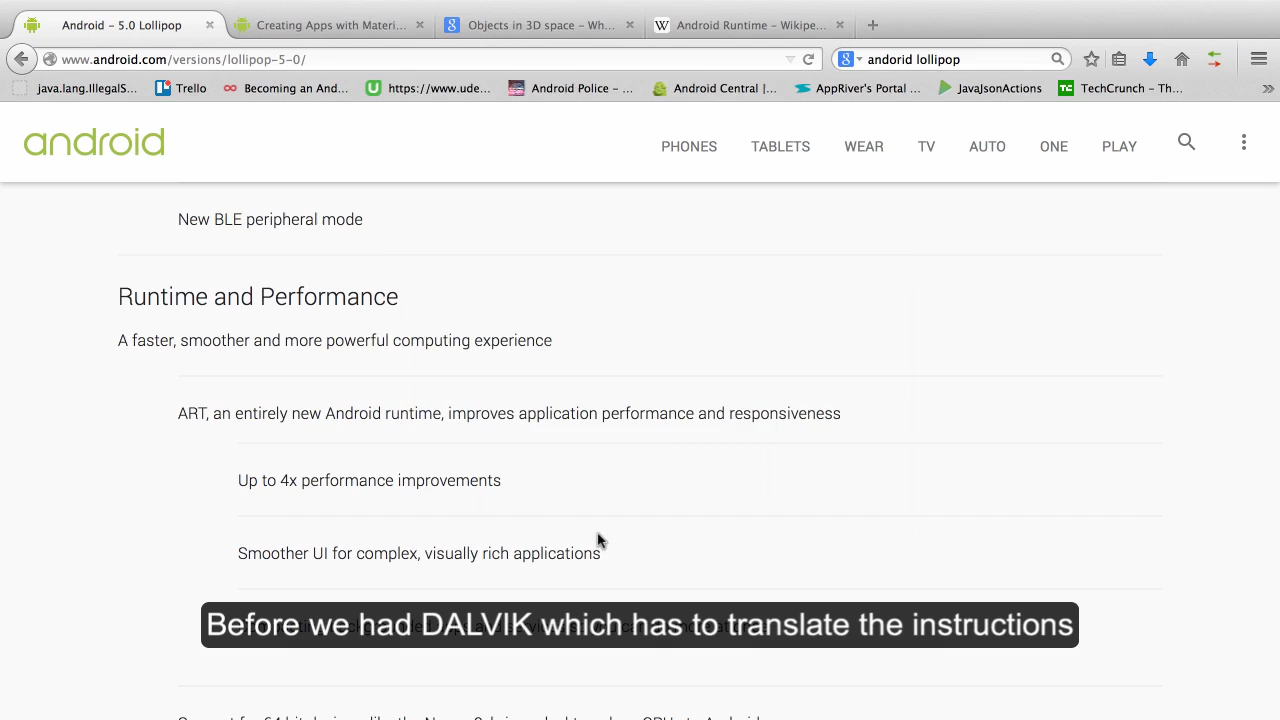 Android – 5.0 Lollipop
Creating Apps with Materi...
Objects in 3D space – Wh...
Android Runtime – Wikipe...
www.android.com/versions/lollipop-5-0/
andorid lollipop
java.lang.IllegalS...
Trello
Becoming an And...
https://www.ude...
Android Police – ...
Android Central |...
AppRiver's Portal ...
JavaJsonActions
TechCrunch – Th...
android
PHONES
TABLETS
WEAR
TV
AUTO
ONE
PLAY
New BLE peripheral mode
Runtime and Performance
A faster, smoother and more powerful computing experience
ART, an entirely new Android runtime, improves application performance and responsiveness
Up to 4x performance improvements
Smoother UI for complex, visually rich applications
Before we had DALVIK which has to translate the instructions